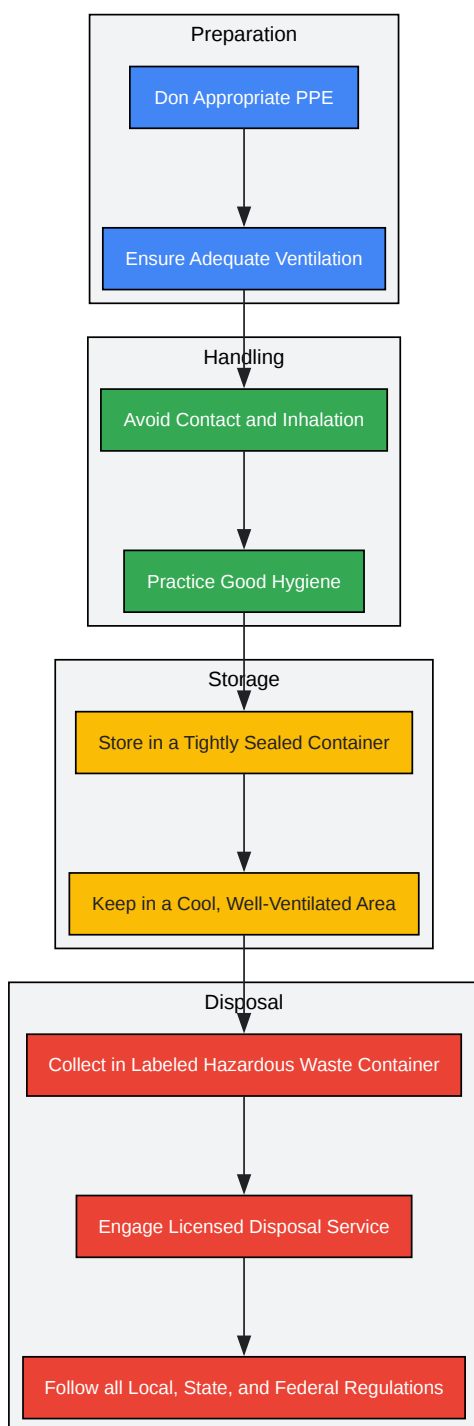 Preparation
Don Appropriate PPE
Ensure Adequate Ventilation
Handling
Avoid Contact and Inhalation
Practice Good Hygiene
Storage
Store in a Tightly Sealed Container
Keep in a Cool, Well-Ventilated Area
Disposal
Collect in Labeled Hazardous Waste Container
Engage Licensed Disposal Service
Follow all Local, State, and Federal Regulations